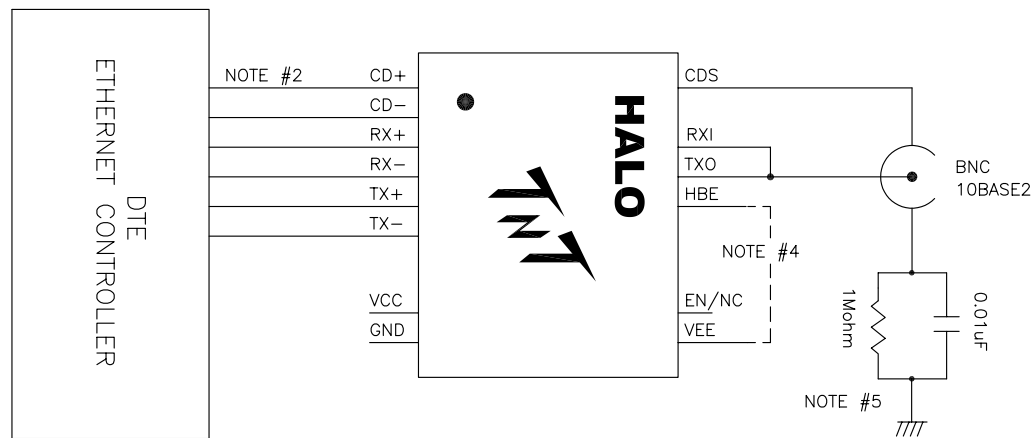 DTE
ETHERNET CONTROLLER
NOTE #2
CD+
CD-
RX+
RX-
TX+
TX-
VCC
GND
HALO
TNT
CDS
RXI
TXO
HBE
NOTE #4
EN/NC
VEE
BNC
10BASE2
1Mohm
0.01uF
NOTE #5